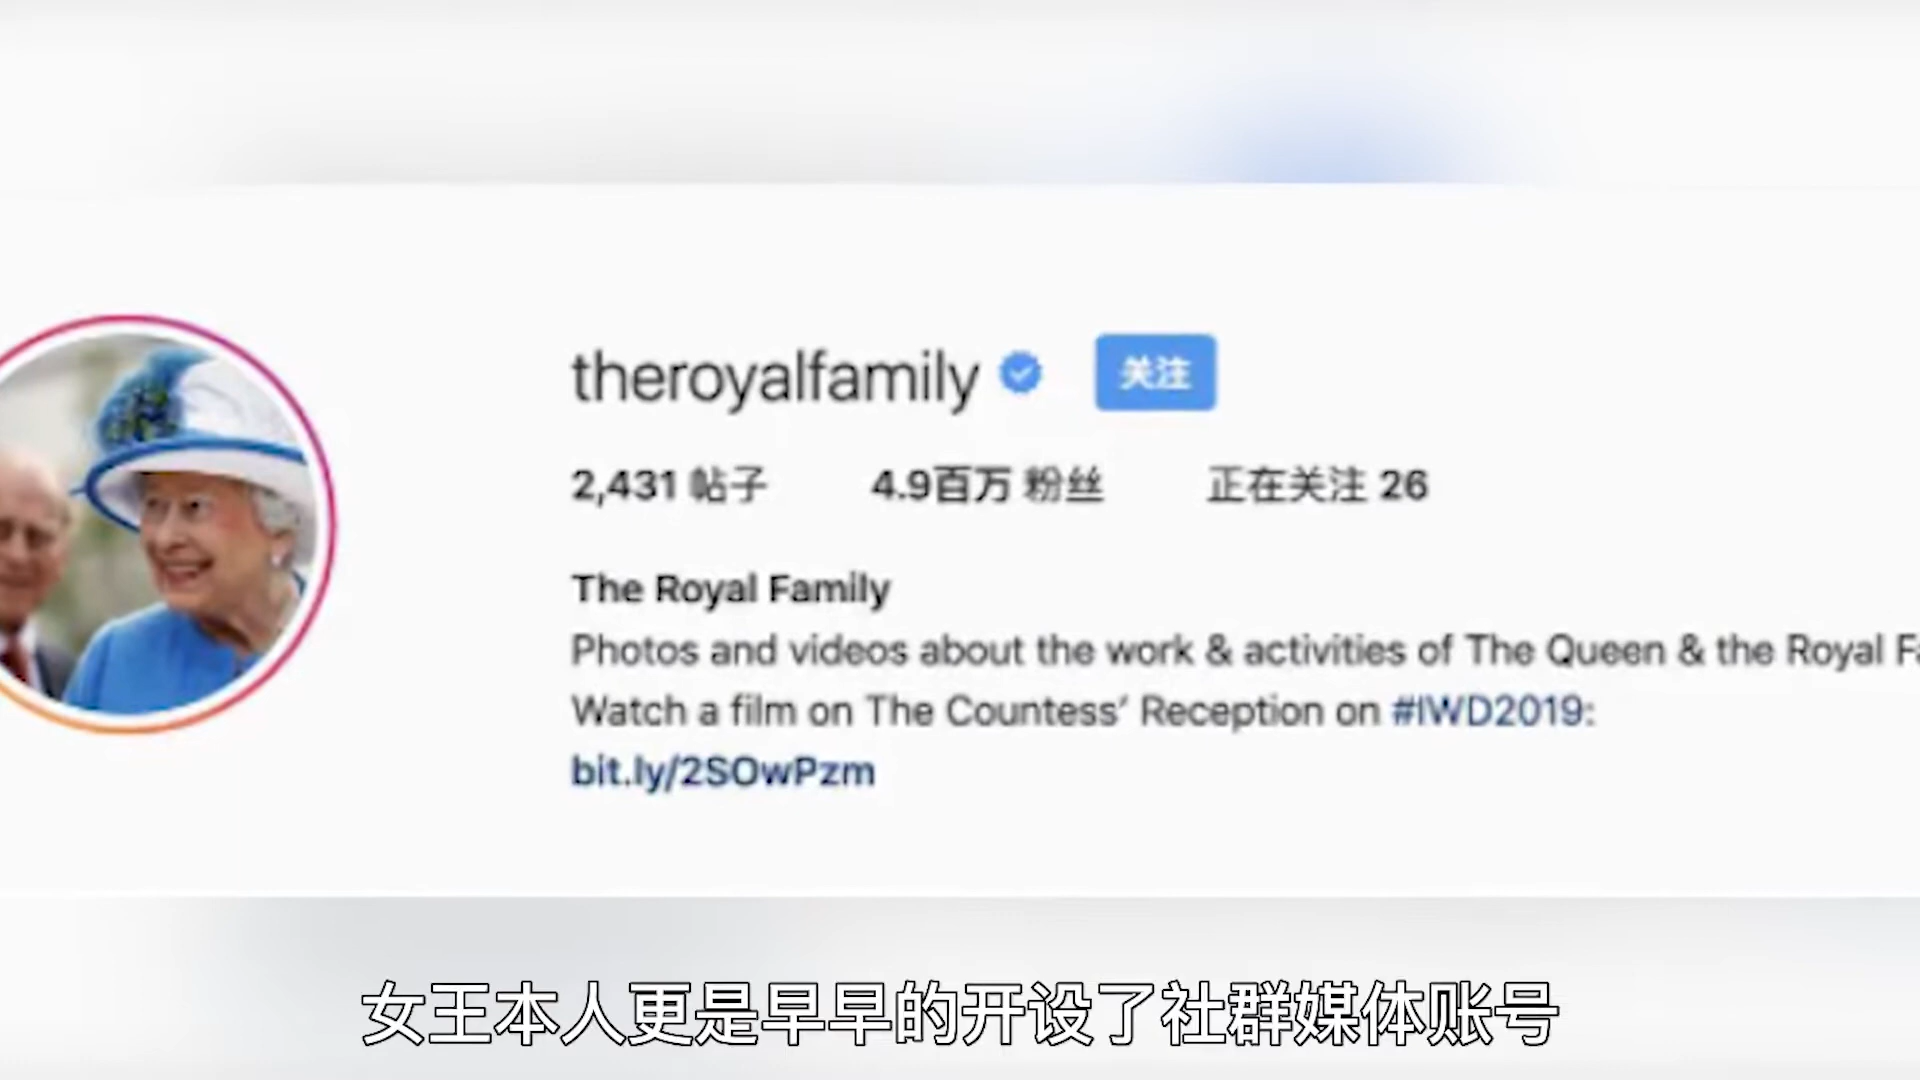 theroyalfamily 关注
2,431 帖子 4.9百万 粉丝 正在关注 26
The Royal Family
Photos and videos about the work & activities of The Queen & the Royal Fa
Watch a film on The Countess’ Reception on #IWD2019:
bit.ly/2SOwPzm
女王本人更是早早的开设了社群媒体账号